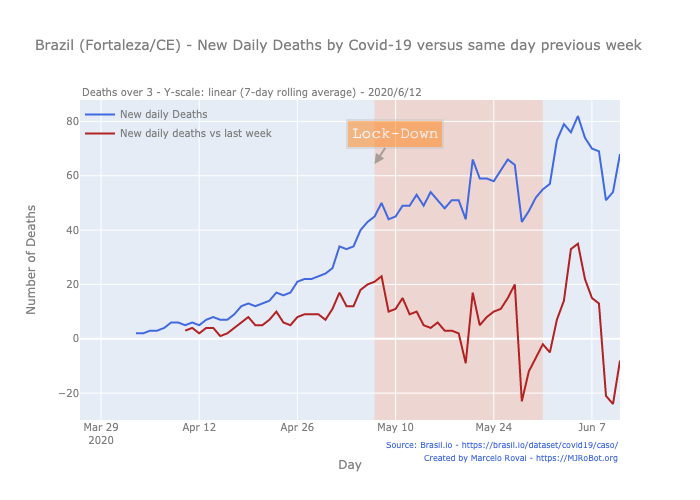 Brazil (Fortaleza/CE) - New Daily Deaths by Covid-19 versus same day previous week
Deaths over 3 - Y-scale: linear (7-day rolling average) - 2020/6/12
New daily Deaths
New daily deaths vs last week
Lock-Down
Number of Deaths
80
60
40
20
0
−20
Mar 29
2020
Apr 12
Apr 26
May 10
May 24
Jun 7
Day
Source: Brasil.io - https://brasil.io/dataset/covid19/caso/
Created by Marcelo Rovai - https://MJRoBot.org